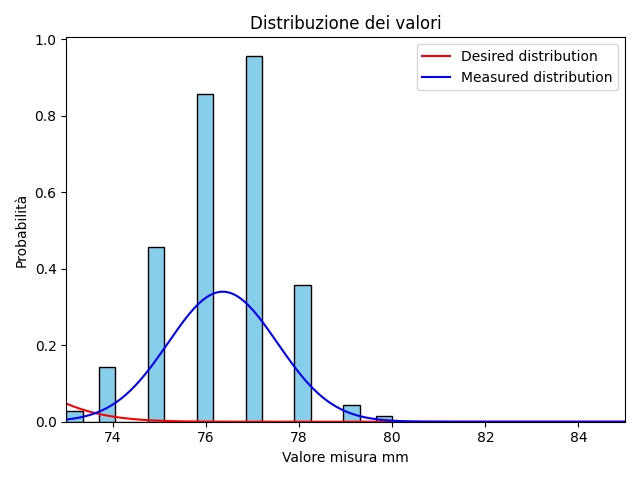 Distribuzione dei valori
Desired distribution
Measured distribution
1.0
0.8
0.6
0.4
0.2
0.0
Probabilità
74 76 78 80 82 84
Valore misura mm